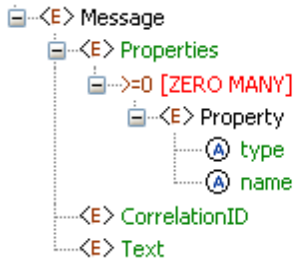 <E> Message
<E> Properties
>=0 [ZERO MANY]
<E> Property
A type
A name
<E> CorrelationID
<E> Text